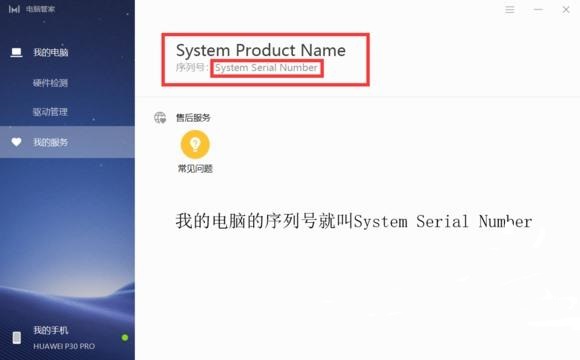 电脑管家
我的电脑
硬件检测
驱动管理
我的服务
我的手机
HUAWEI P30 PRO
System Product Name
序列号: System Serial Number
售后服务
常见问题
我的电脑的序列号就叫System Serial Number